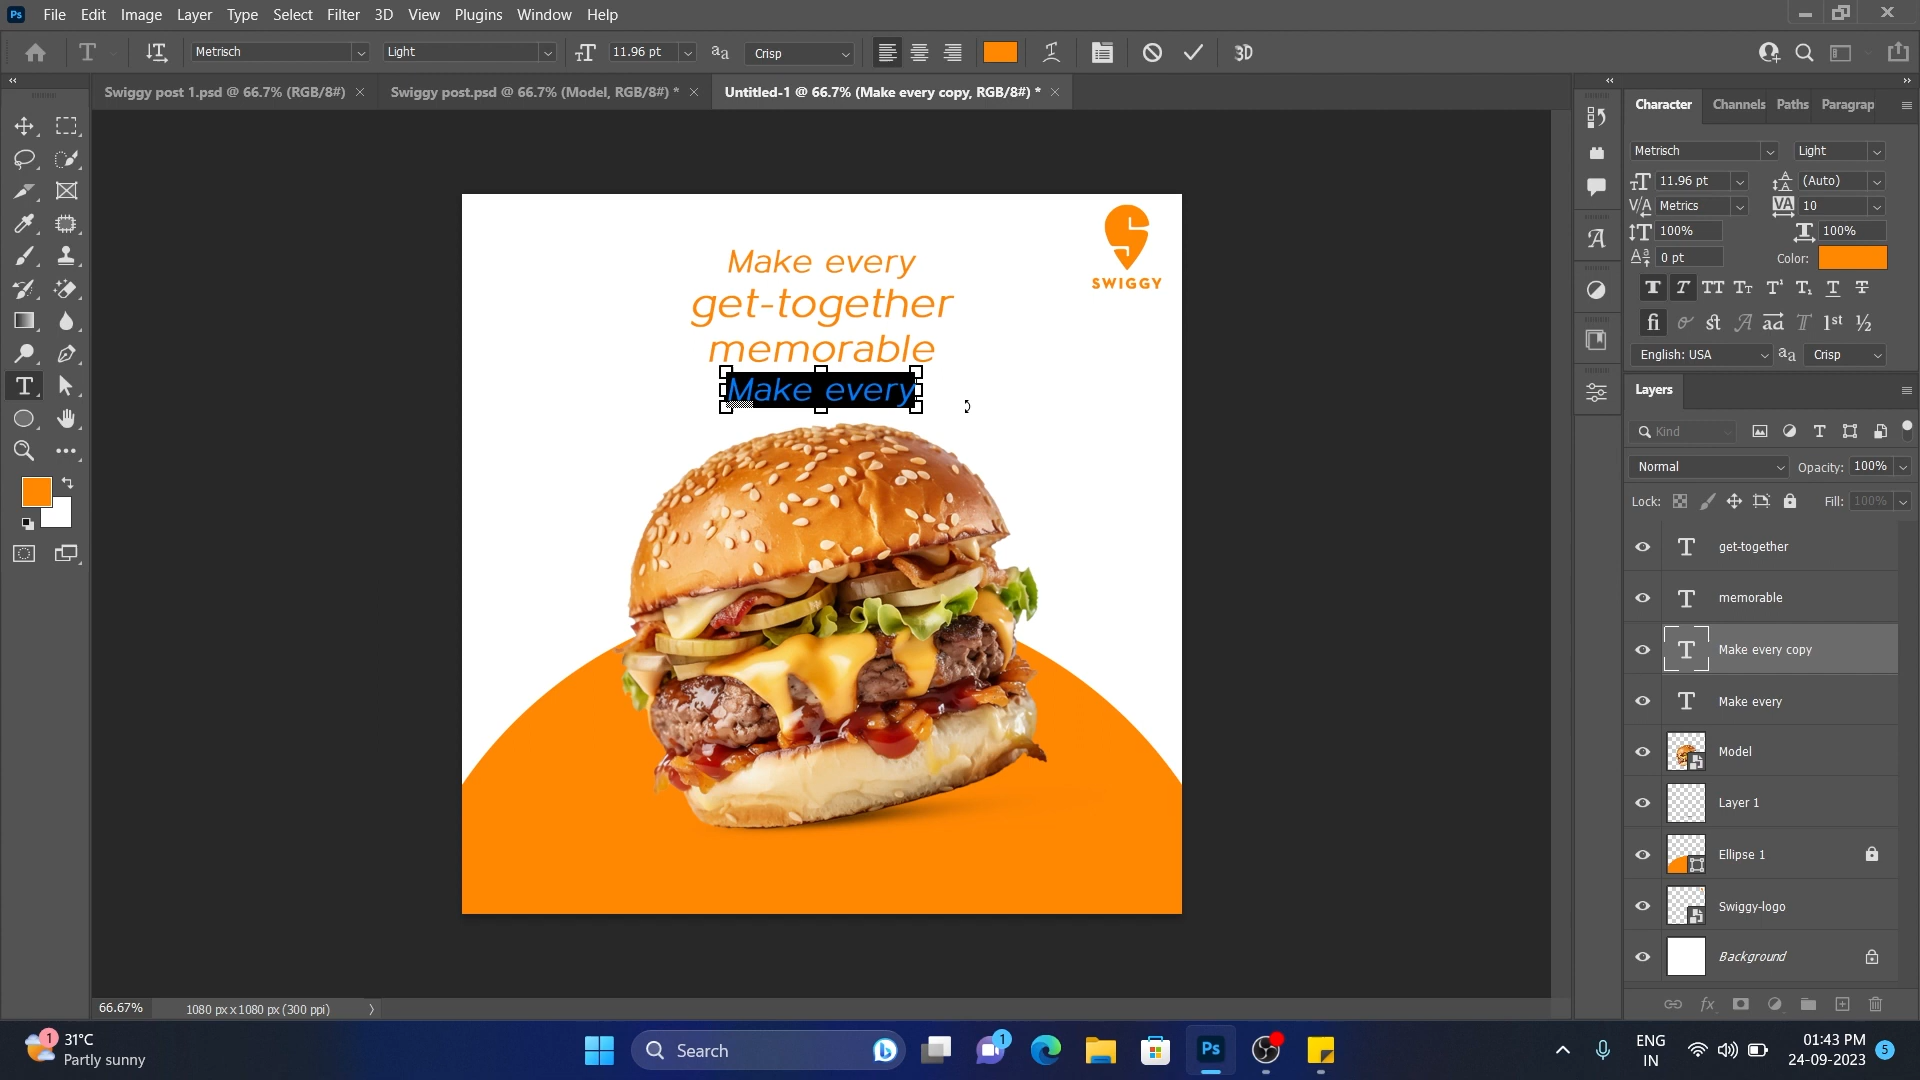 Ps File Edit Image Layer Type Select Filter 3D View Plugins Window Help
Metrisch Light 11.96 pt Crisp 3D
Swiggy post 1.psd @ 66.7% (RGB/8#) Swiggy post.psd @ 66.7% (Model, RGB/8#) * Untitled-1 @ 66.7% (Make every copy, RGB/8#) *
SWIGGY
Make every
get-together
memorable
Make every
66.67% 1080 px x 1080 px (300 ppi)
Character Channels Paths Paragrap
Metrisch Light
11.96 pt (Auto)
Metrics 10
100% 100%
0 pt Color:
English: USA Crisp
Layers
Kind
Normal Opacity: 100%
Lock: Fill: 100%
get-together
memorable
Make every copy
Make every
Model
Layer 1
Ellipse 1
Swiggy-logo
Background
1 31°C
Partly sunny
Search
1
Ps
ENG
IN
01:43 PM
24-09-2023
5